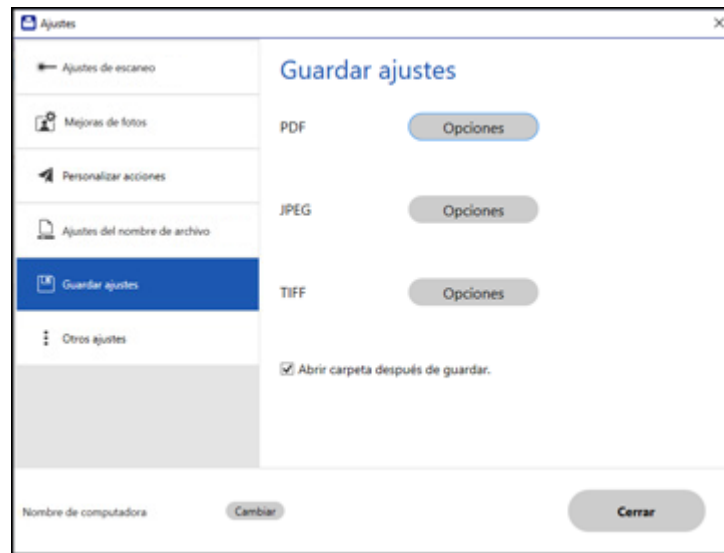 Ajustes
Ajustes de escaneo
Mejoras de fotos
Personalizar acciones
Ajustes del nombre de archivo
Guardar ajustes
Otros ajustes
Guardar ajustes
PDF Opciones
JPEG Opciones
TIFF Opciones
Abrir carpeta después de guardar.
Nombre de computadora Cambiar Cerrar